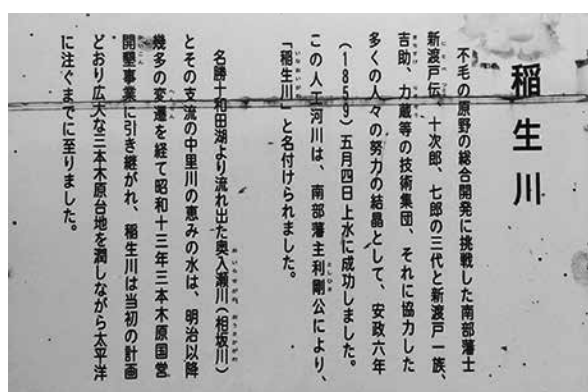 稲生川
不毛の原野の総合開発に挑戦した南部藩士
新渡戸伝、十次郎、七郎の三代と新渡戸一族、
吉助、力蔵等の技術集団、それに協力した
多くの人々の努力の結晶として、安政六年
(1859)五月四日上水に成功しました。
この人工河川は、南部藩主利剛公により、
「稲生川」と名付けられました。
名勝十和田湖より流れ出た奥入瀬川(相坂川)
とその支流の中里川の恵みの水は、明治以降
幾多の変遷を経て昭和十三年三本木原国営
開墾事業に引き継がれ、稲生川は当初の計画
どおり広大な三本木原台地を潤しながら太平洋
に注ぐまでに至りました。